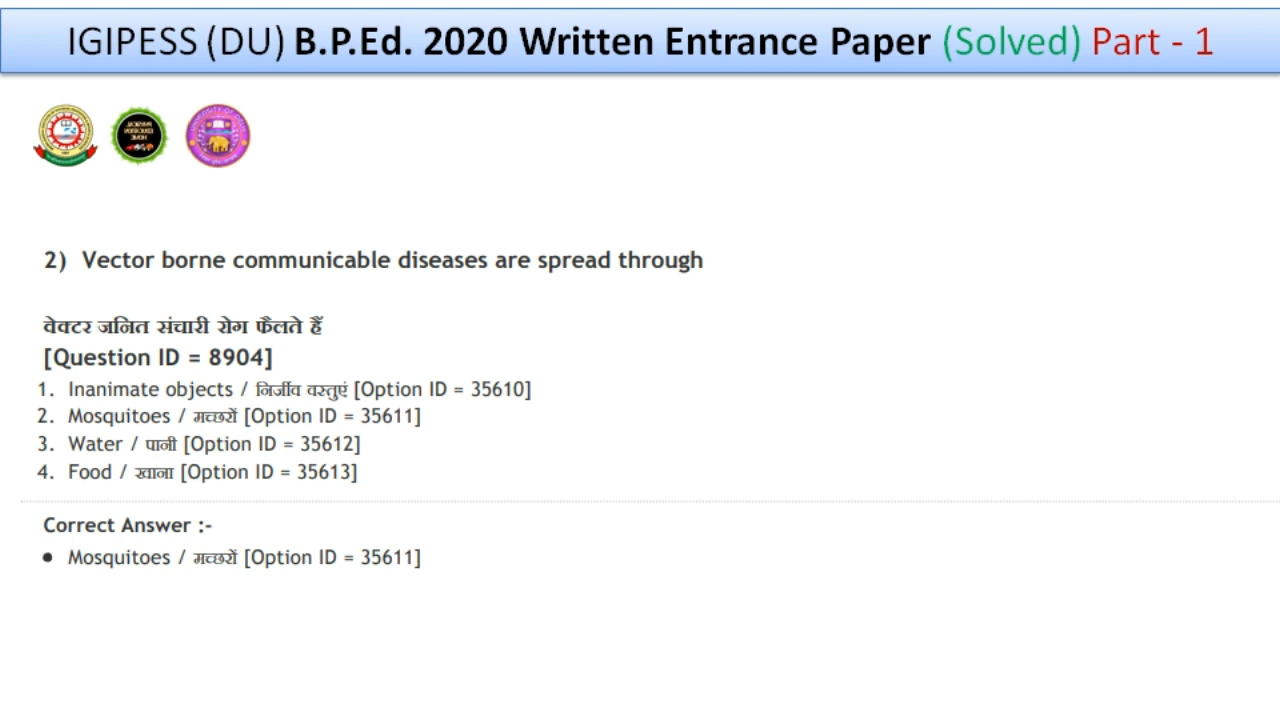 IGIPESS (DU) B.P.Ed. 2020 Written Entrance Paper (Solved) Part - 1
2) Vector borne communicable diseases are spread through
वेक्टर जनित संचारी रोग फैलते हैं
[Question ID = 8904]
1. Inanimate objects / निर्जीव वस्तुएं [Option ID = 35610]
2. Mosquitoes / मच्छरों [Option ID = 35611]
3. Water / पानी [Option ID = 35612]
4. Food / खाना [Option ID = 35613]
Correct Answer :-
• Mosquitoes / मच्छरों [Option ID = 35611]